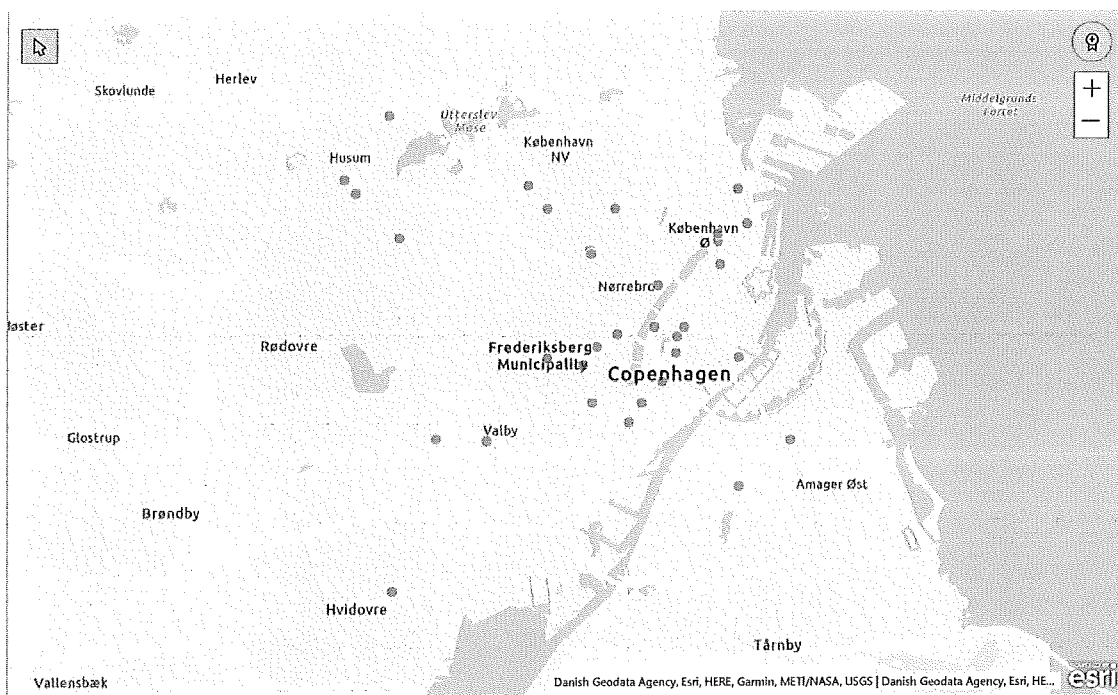 Herlev
Skovlunde
Middelgrunds
Fortet
Utterslev
Mose
København
NV
Husum
København
Ø
Nørrebro
løster
Rødovre
Frederiksberg
Municipality
Copenhagen
Glostrup
Valby
Amager Øst
Brøndby
Hvidovre
Tårnby
Vallensbæk
Danish Geodata Agency, Esri, HERE, Garmin, METI/NASA, USGS | Danish Geodata Agency, Esri, HE...
esri